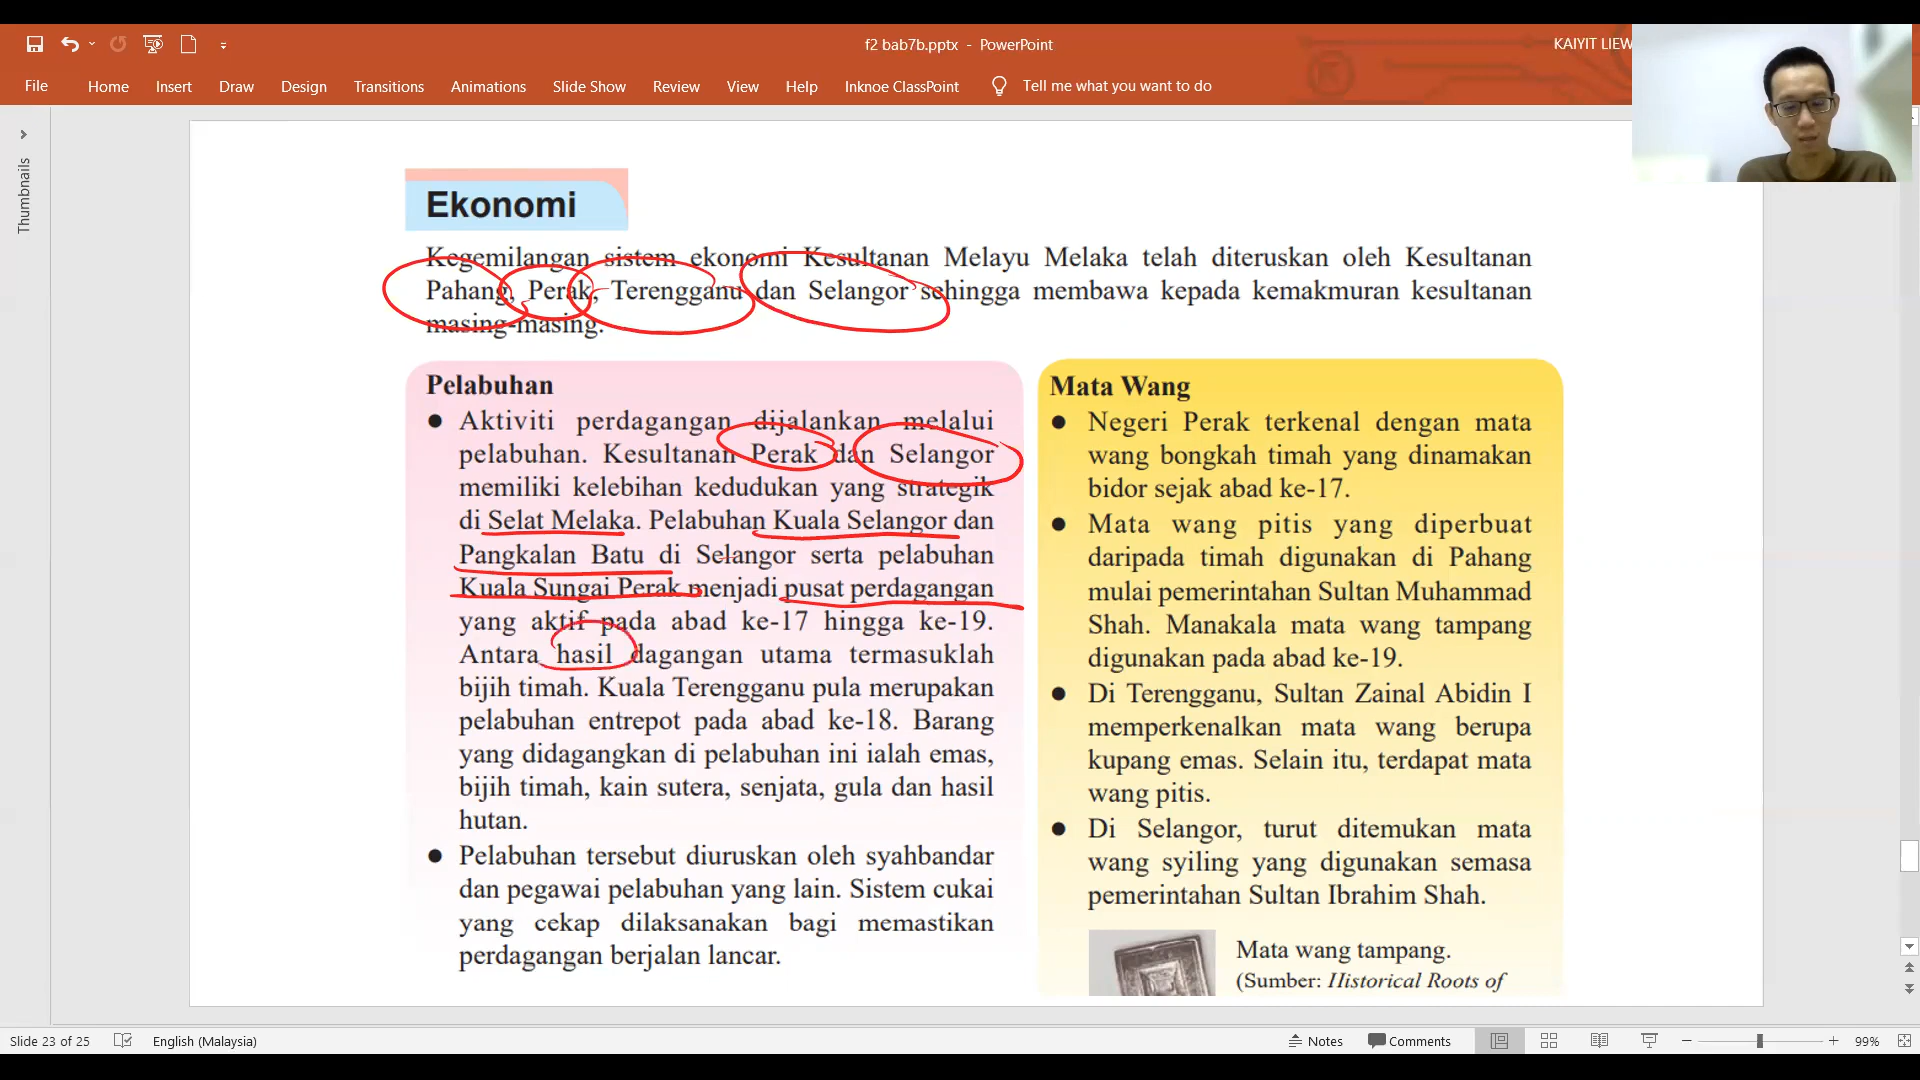 f2 bab7b.pptx - PowerPoint
KAIYIT LIEW
File Home Insert Draw Design Transitions Animations Slide Show Review View Help Inknoe ClassPoint Tell me what you want to do
Thumbnails
Ekonomi
Kegemilangan sistem ekonomi Kesultanan Melayu Melaka telah diteruskan oleh Kesultanan
Pahang, Perak, Terengganu dan Selangor sehingga membawa kepada kemakmuran kesultanan
masing-masing.
Pelabuhan
● Aktiviti perdagangan dijalankan melalui
pelabuhan. Kesultanan Perak dan Selangor
memiliki kelebihan kedudukan yang strategik
di Selat Melaka. Pelabuhan Kuala Selangor dan
Pangkalan Batu di Selangor serta pelabuhan
Kuala Sungai Perak menjadi pusat perdagangan
yang aktif pada abad ke-17 hingga ke-19.
Antara hasil dagangan utama termasuklah
bijih timah. Kuala Terengganu pula merupakan
pelabuhan entrepot pada abad ke-18. Barang
yang didagangkan di pelabuhan ini ialah emas,
bijih timah, kain sutera, senjata, gula dan hasil
hutan.
● Pelabuhan tersebut diuruskan oleh syahbandar
dan pegawai pelabuhan yang lain. Sistem cukai
yang cekap dilaksanakan bagi memastikan
perdagangan berjalan lancar.
Mata Wang
● Negeri Perak terkenal dengan mata
wang bongkah timah yang dinamakan
bidor sejak abad ke-17.
● Mata wang pitis yang diperbuat
daripada timah digunakan di Pahang
mulai pemerintahan Sultan Muhammad
Shah. Manakala mata wang tampang
digunakan pada abad ke-19.
● Di Terengganu, Sultan Zainal Abidin I
memperkenalkan mata wang berupa
kupang emas. Selain itu, terdapat mata
wang pitis.
● Di Selangor, turut ditemukan mata
wang syiling yang digunakan semasa
pemerintahan Sultan Ibrahim Shah.
Mata wang tampang.
(Sumber: Historical Roots of
Slide 23 of 25 English (Malaysia) Notes Comments 99%